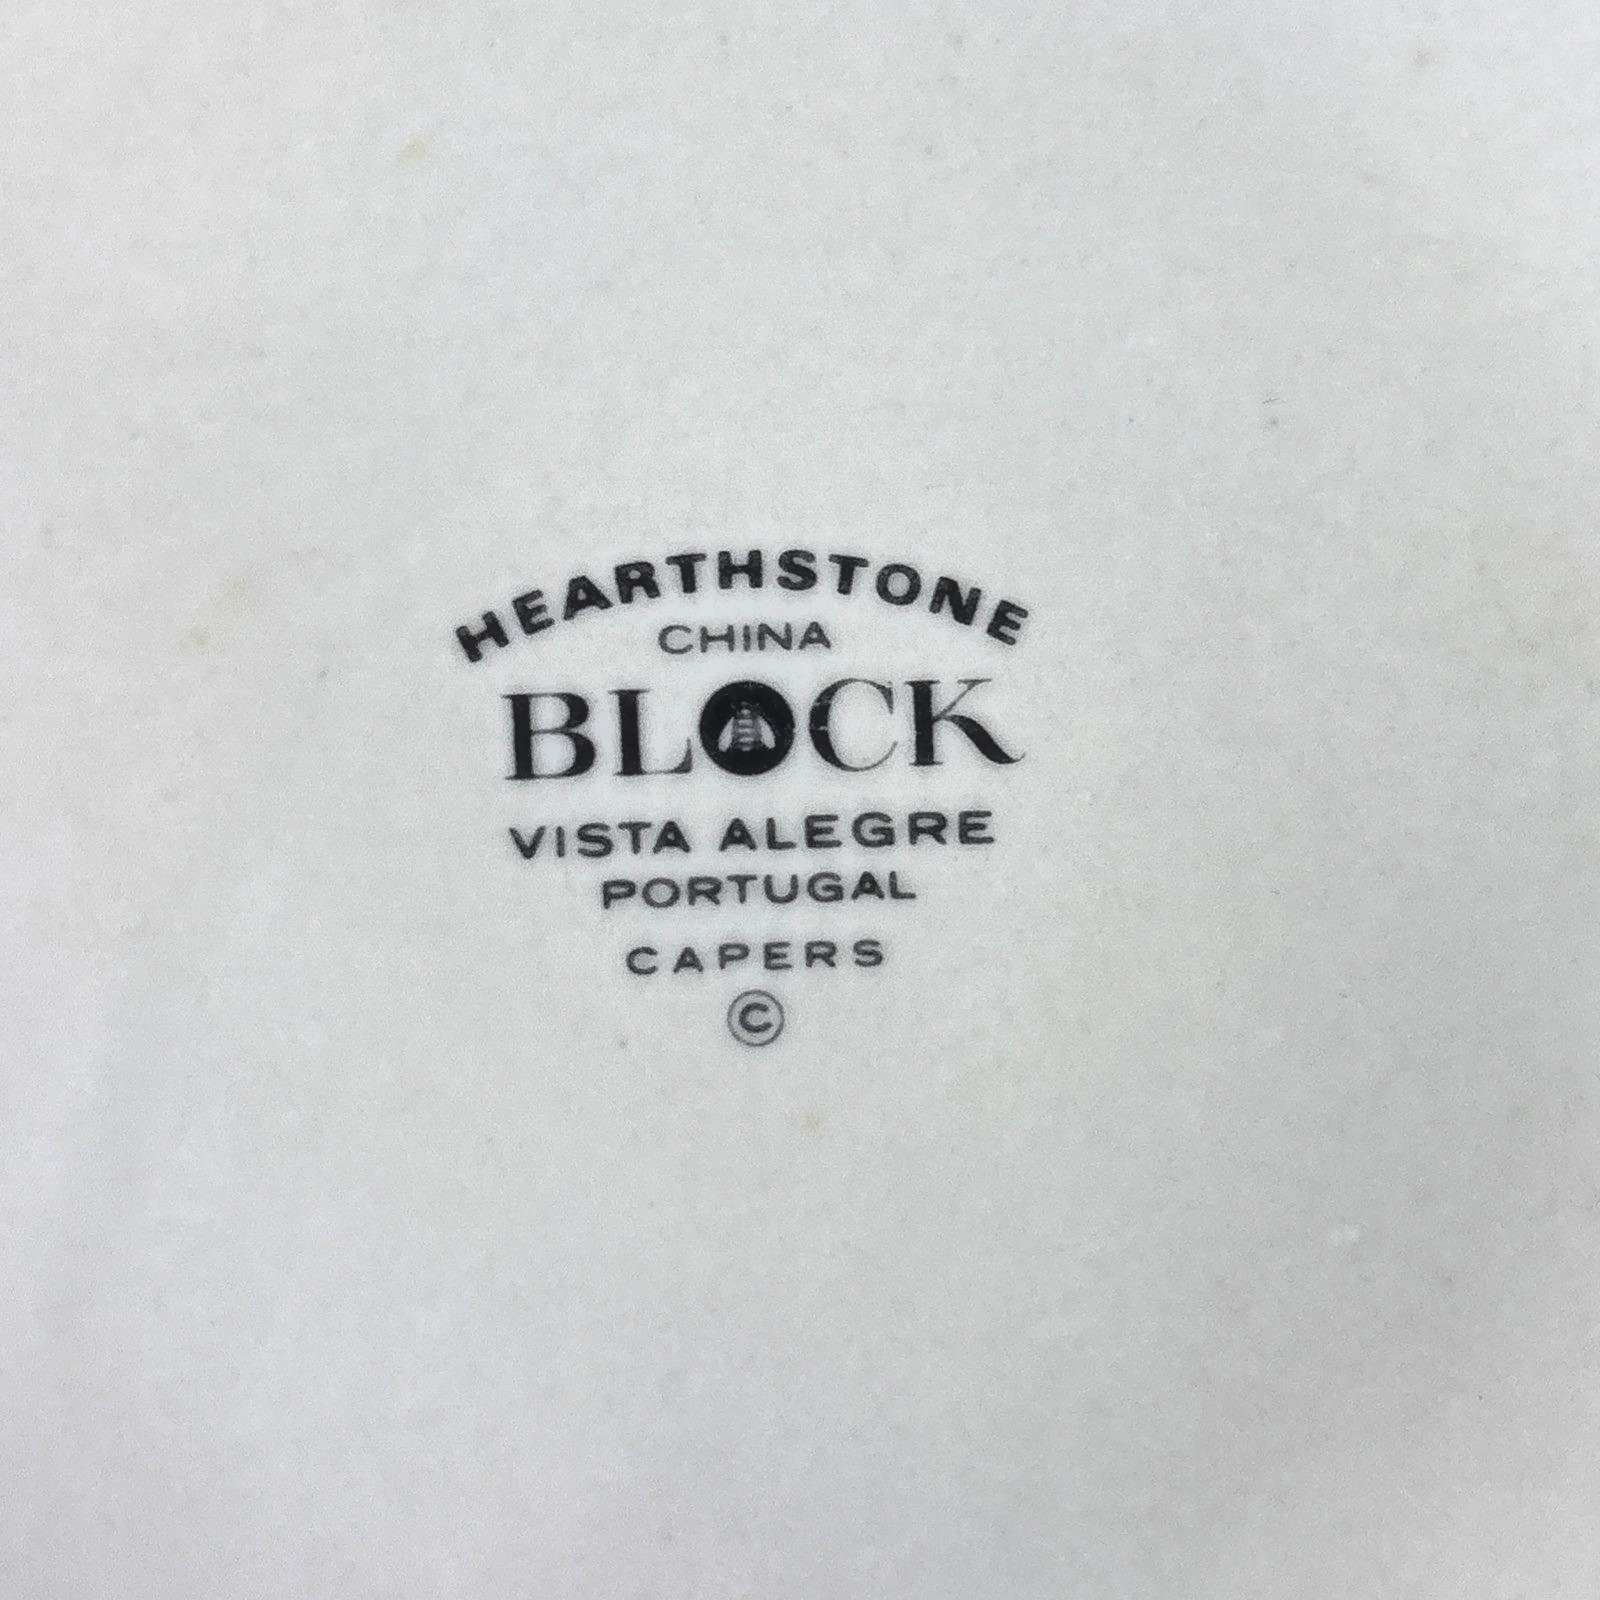 HEARTHSTONE
CHINA
BLOCK
VISTA ALEGRE
PORTUGAL
CAPERS
©